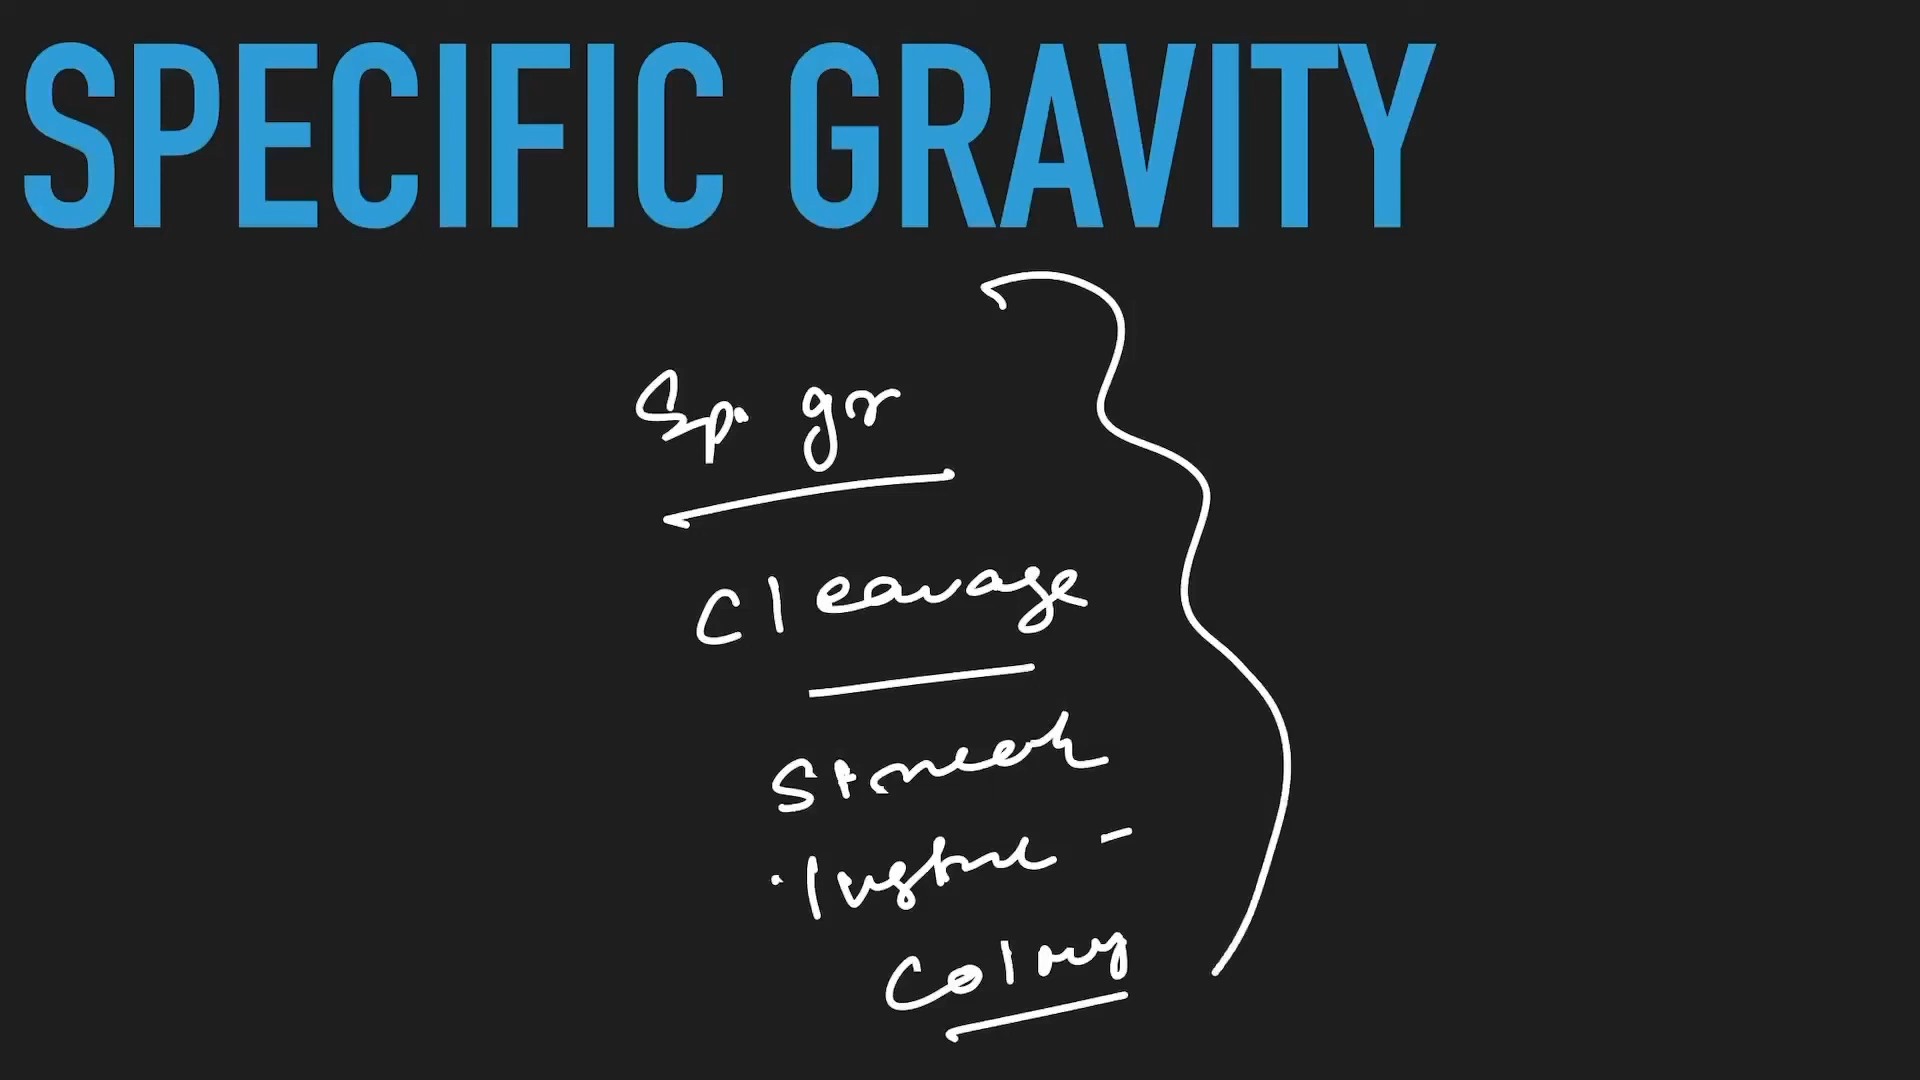 SPECIFIC GRAVITY
Sp. gr
Cleavage
Streak
lustre -
Colour